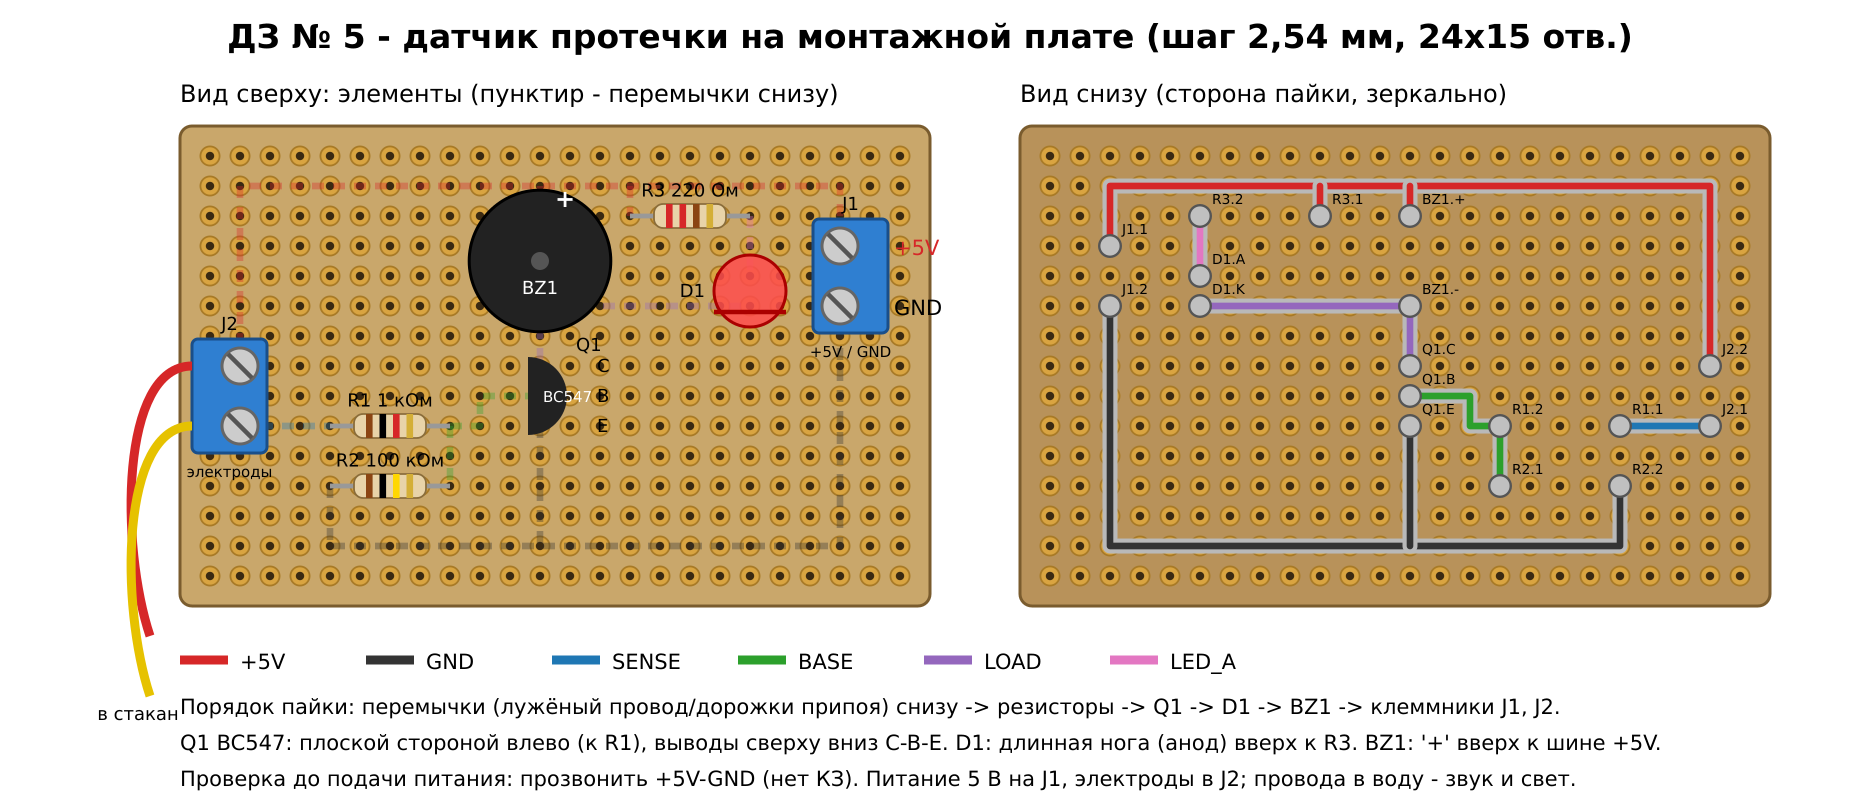 ДЗ № 5 - датчик протечки на монтажной плате (шаг 2,54 мм, 24x15 отв.)
Вид сверху: элементы (пунктир - перемычки снизу)
Вид снизу (сторона пайки, зеркально)
+
R3 220 Ом
J1
+5V
BZ1
D1
GND
J2
Q1
+5V / GND
C
BC547
B
E
R1 1 кОм
R2 100 кОм
электроды
R3.2
R3.1
BZ1.+
J1.1
D1.A
J1.2
D1.K
BZ1.-
Q1.C
J2.2
Q1.B
Q1.E
R1.2
R1.1
J2.1
R2.1
R2.2
+5V
GND
SENSE
BASE
LOAD
LED_A
в стакан
Порядок пайки: перемычки (лужёный провод/дорожки припоя) снизу -> резисторы -> Q1 -> D1 -> BZ1 -> клеммники J1, J2.
Q1 BC547: плоской стороной влево (к R1), выводы сверху вниз C-B-E. D1: длинная нога (анод) вверх к R3. BZ1: '+' вверх к шине +5V.
Проверка до подачи питания: прозвонить +5V-GND (нет КЗ). Питание 5 В на J1, электроды в J2; провода в воду - звук и свет.